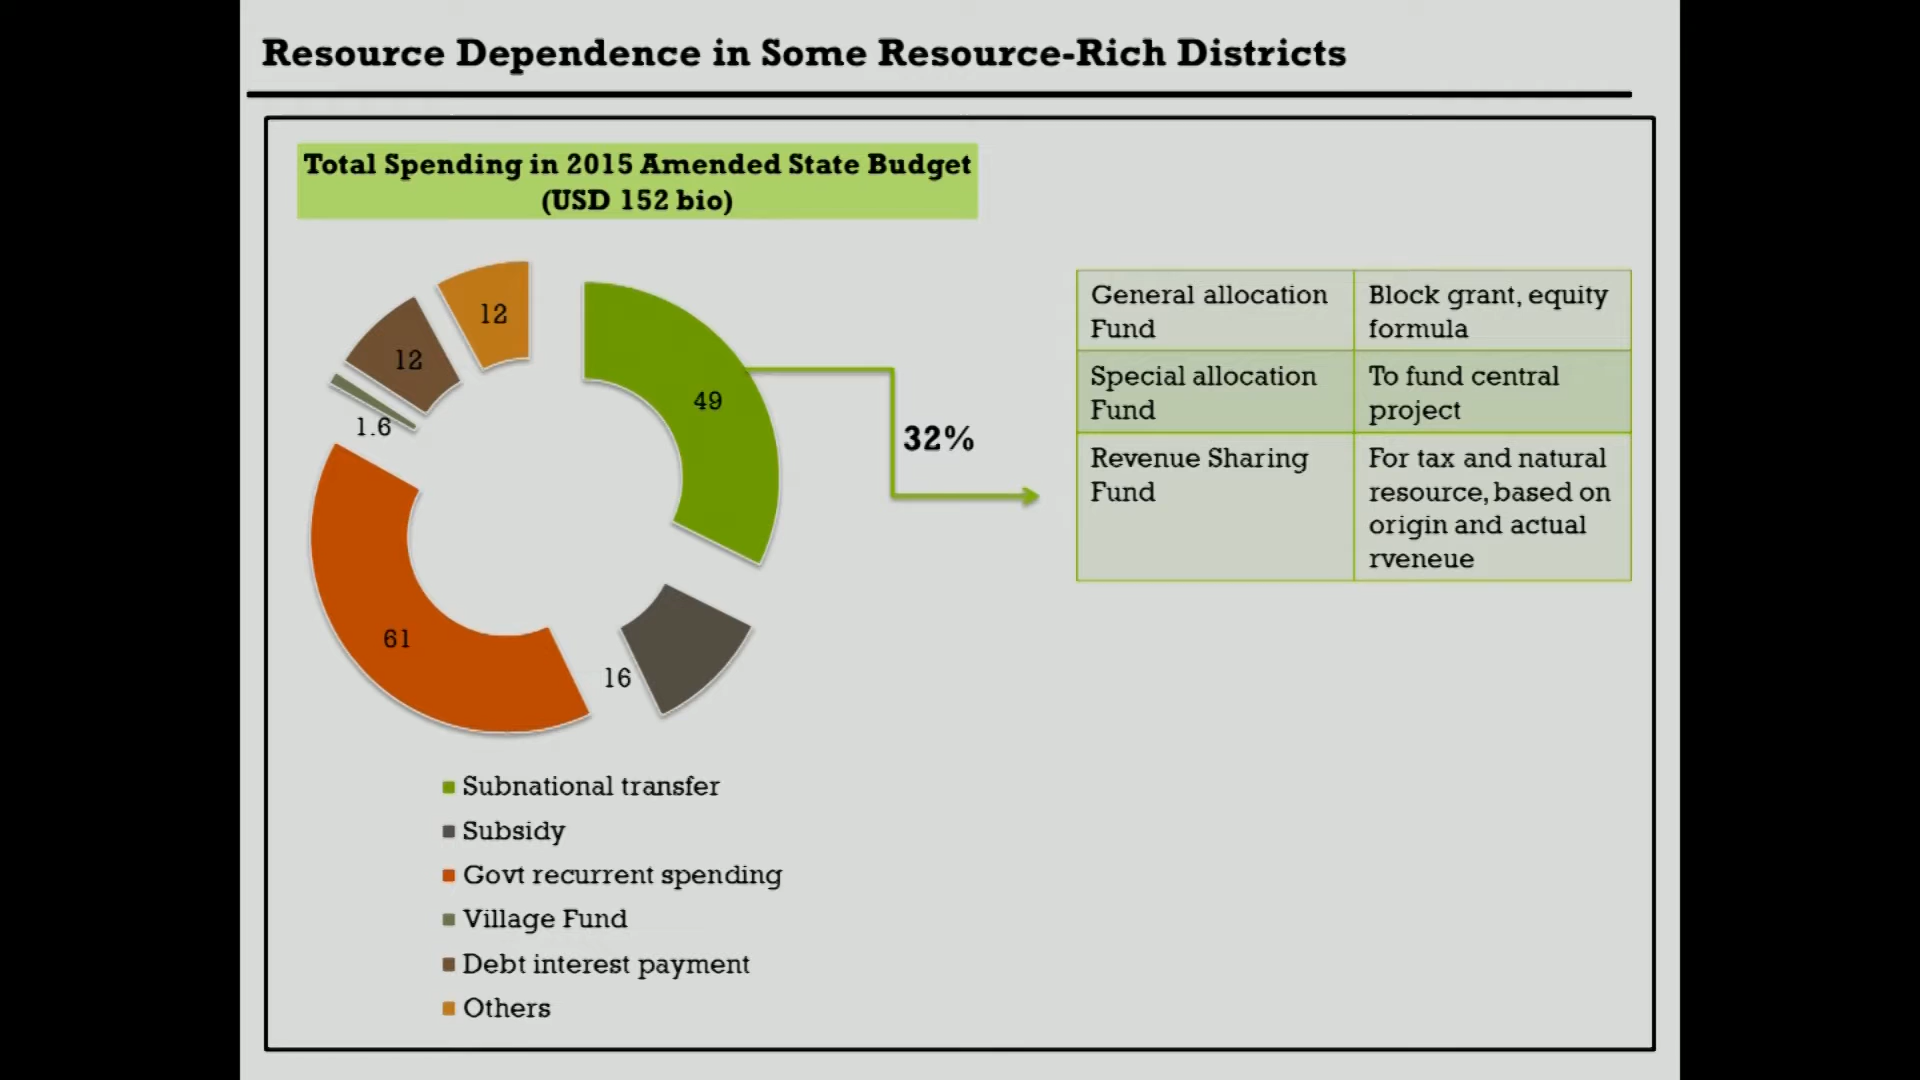 Resource Dependence in Some Resource-Rich Districts
Total Spending in 2015 Amended State Budget
(USD 152 bio)
12
12
49
1.6
61
16
32%
General allocation
Fund
Block grant, equity
formula
Special allocation
Fund
To fund central
project
Revenue Sharing
Fund
For tax and natural
resource, based on
origin and actual
rveneue
Subnational transfer
Subsidy
Govt recurrent spending
Village Fund
Debt interest payment
Others